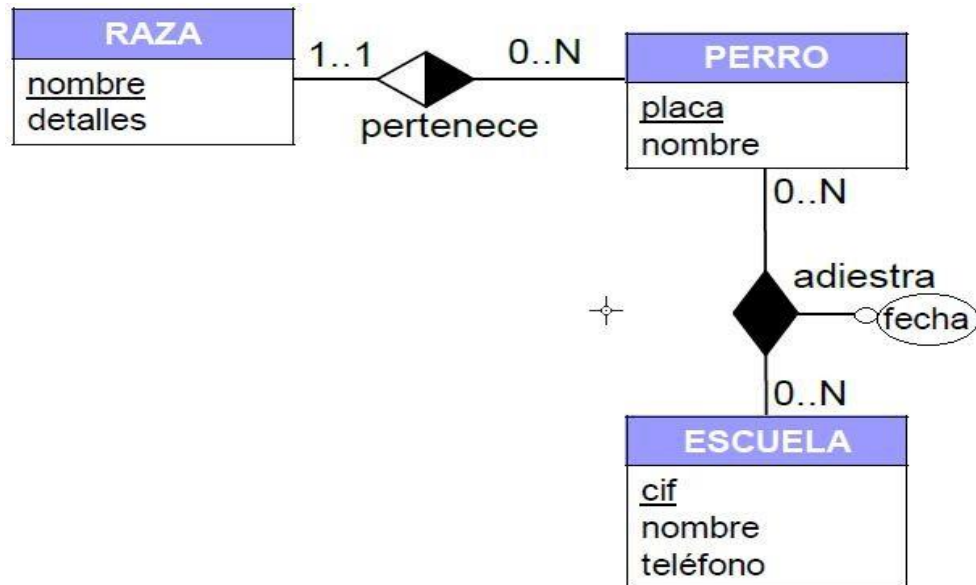 RAZA
nombre
detalles
1..1
0..N
pertenece
PERRO
placa
nombre
0..N
adiestra
fecha
0..N
ESCUELA
cif
nombre
teléfono